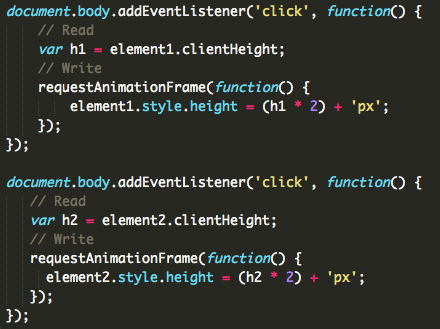 document.body.addEventListener('click', function() {
    // Read
    var h1 = element1.clientHeight;
    // Write
    requestAnimationFrame(function() {
        element1.style.height = (h1 * 2) + 'px';
    });
});

document.body.addEventListener('click', function() {
   // Read
   var h2 = element2.clientHeight;
   // Write
   requestAnimationFrame(function() {
     element2.style.height = (h2 * 2) + 'px';
   });
});